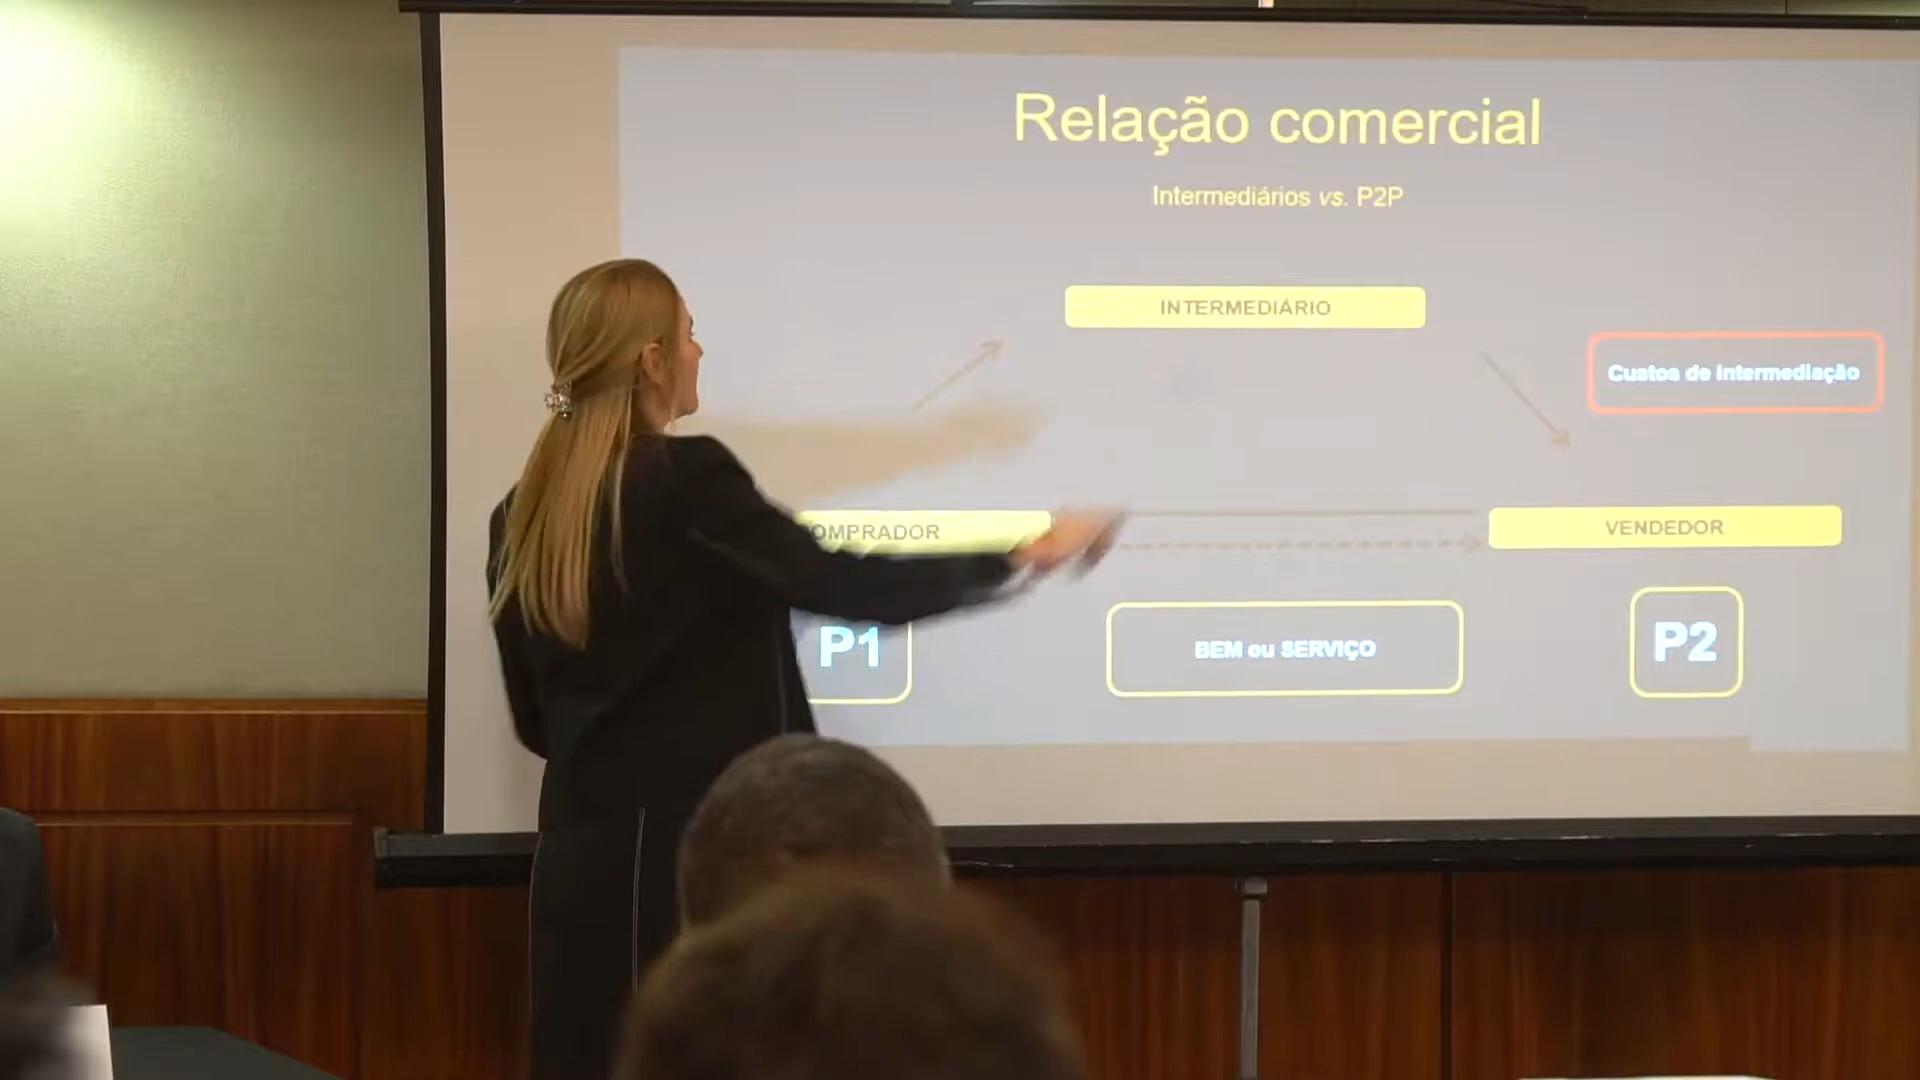 Relação comercial
Intermediários vs. P2P
INTERMEDIÁRIO
Custos de intermediação
OMPRADOR
VENDEDOR
P1
BEM ou SERVIÇO
P2